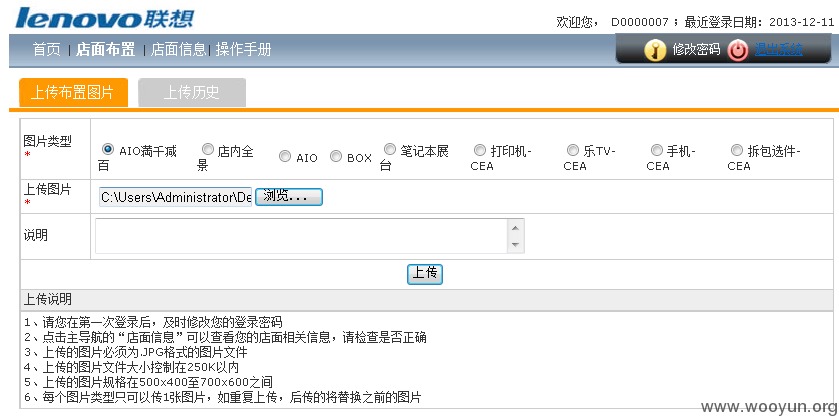 lenovo联想
欢迎您， D0000007 ；最近登录日期：2013-12-11
首页 | 店面布置 | 店面信息 | 操作手册
修改密码 退出系统
上传布置图片 上传历史
图片类型
*
AIO满千减百 店内全景 AIO BOX 笔记本展台 打印机-CEA 乐TV-CEA 手机-CEA 拆包选件-CEA
上传图片
*
C:\Users\Administrator\De 浏览...
说明
上传
上传说明
1、请您在第一次登录后，及时修改您的登录密码
2、点击主导航的“店面信息”可以查看您的店面相关信息，请检查是否正确
3、上传的图片必须为.JPG格式的图片文件
4、上传的图片文件大小控制在250K以内
5、上传的图片规格在500x400至700x600之间
6、每个图片类型只可以传1张图片，如重复上传，后传的将替换之前的图片
www.wooyun.org